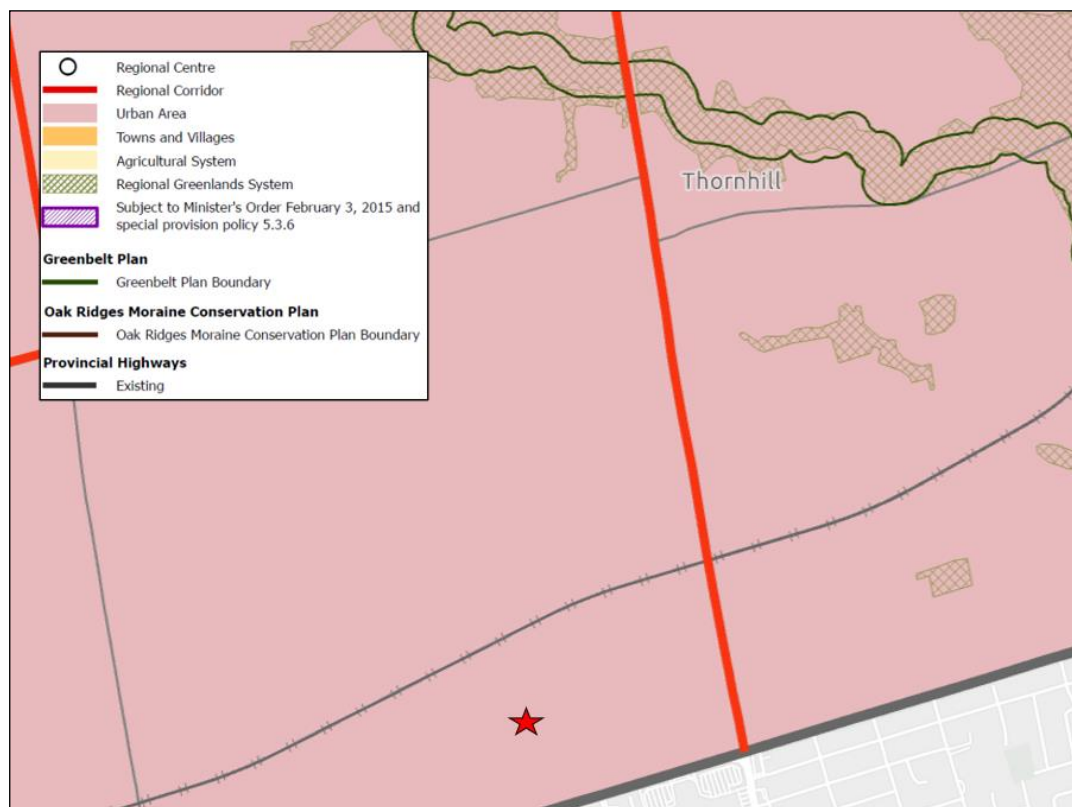 Regional Centre
Regional Corridor
Urban Area
Towns and Villages
Agricultural System
Regional Greenlands System
Subject to Minister's Order February 3, 2015 and
special provision policy 5.3.6
Greenbelt Plan
Greenbelt Plan Boundary
Oak Ridges Moraine Conservation Plan
Oak Ridges Moraine Conservation Plan Boundary
Provincial Highways
Existing
Thornhill